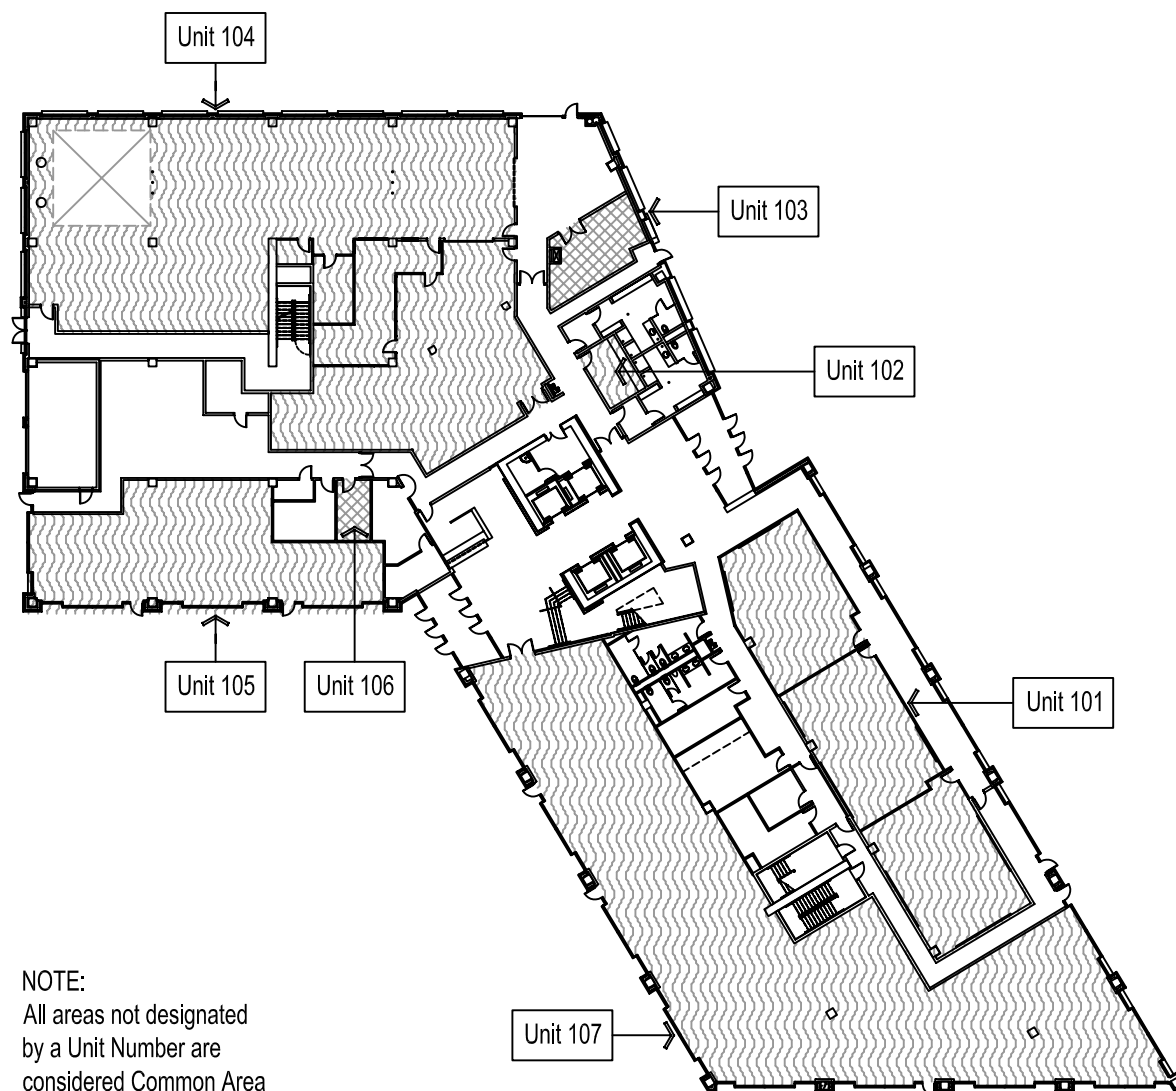 Unit 104
Unit 103
Unit 102
Unit 105
Unit 106
Unit 101
Unit 107
NOTE:
All areas not designated
by a Unit Number are
considered Common Area